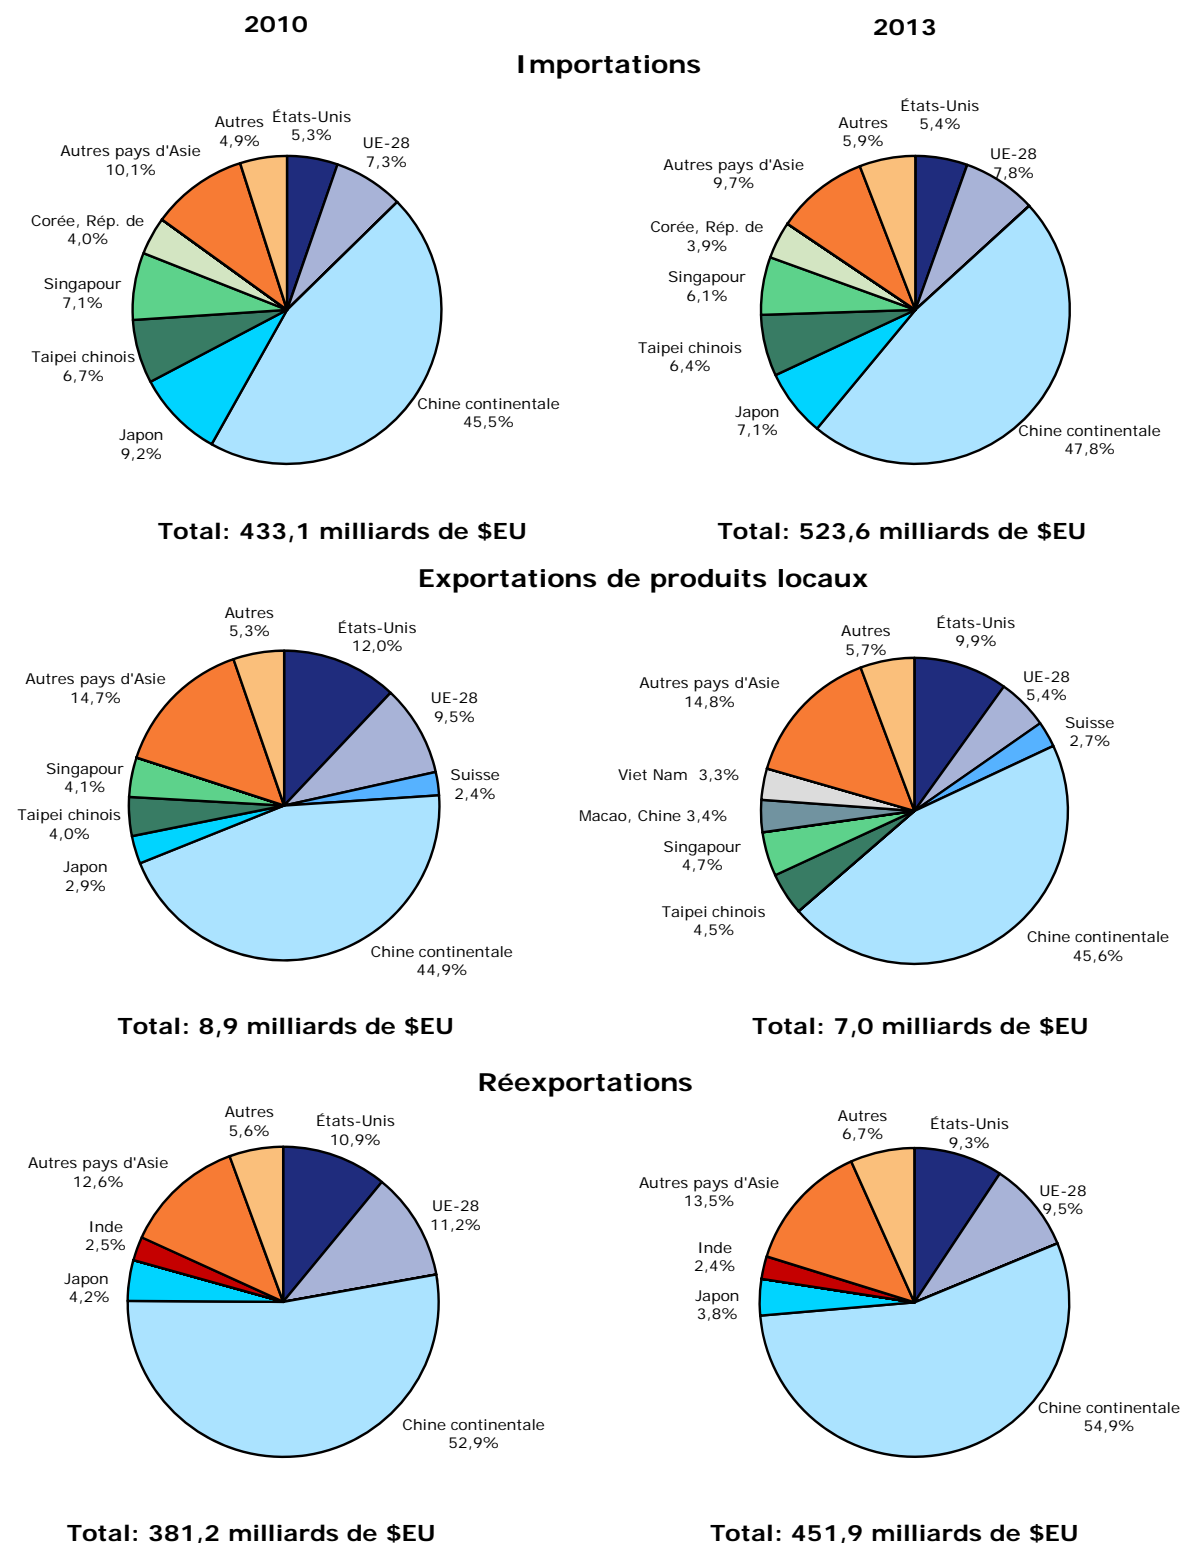 2010
2013
Importations
Autres
4,9%
États-Unis
5,3%
UE-28
7,3%
Autres pays d'Asie
10,1%
Corée, Rép. de
4,0%
Singapour
7,1%
Taipei chinois
6,7%
Japon
9,2%
Chine continentale
45,5%
Autres
5,9%
États-Unis
5,4%
UE-28
7,8%
Autres pays d'Asie
9,7%
Corée, Rép. de
3,9%
Singapour
6,1%
Taipei chinois
6,4%
Japon
7,1%
Chine continentale
47,8%
Total: 433,1 milliards de $EU
Total: 523,6 milliards de $EU
Exportations de produits locaux
Autres
5,3%
États-Unis
12,0%
UE-28
9,5%
Autres pays d'Asie
14,7%
Suisse
2,4%
Singapour
4,1%
Taipei chinois
4,0%
Japon
2,9%
Chine continentale
44,9%
Autres
5,7%
États-Unis
9,9%
UE-28
5,4%
Suisse
2,7%
Autres pays d'Asie
14,8%
Viet Nam 3,3%
Macao, Chine 3,4%
Singapour
4,7%
Taipei chinois
4,5%
Chine continentale
45,6%
Total: 8,9 milliards de $EU
Total: 7,0 milliards de $EU
Réexportations
Autres
5,6%
États-Unis
10,9%
UE-28
11,2%
Autres pays d'Asie
12,6%
Inde
2,5%
Japon
4,2%
Chine continentale
52,9%
Autres
6,7%
États-Unis
9,3%
UE-28
9,5%
Autres pays d'Asie
13,5%
Inde
2,4%
Japon
3,8%
Chine continentale
54,9%
Total: 381,2 milliards de $EU
Total: 451,9 milliards de $EU